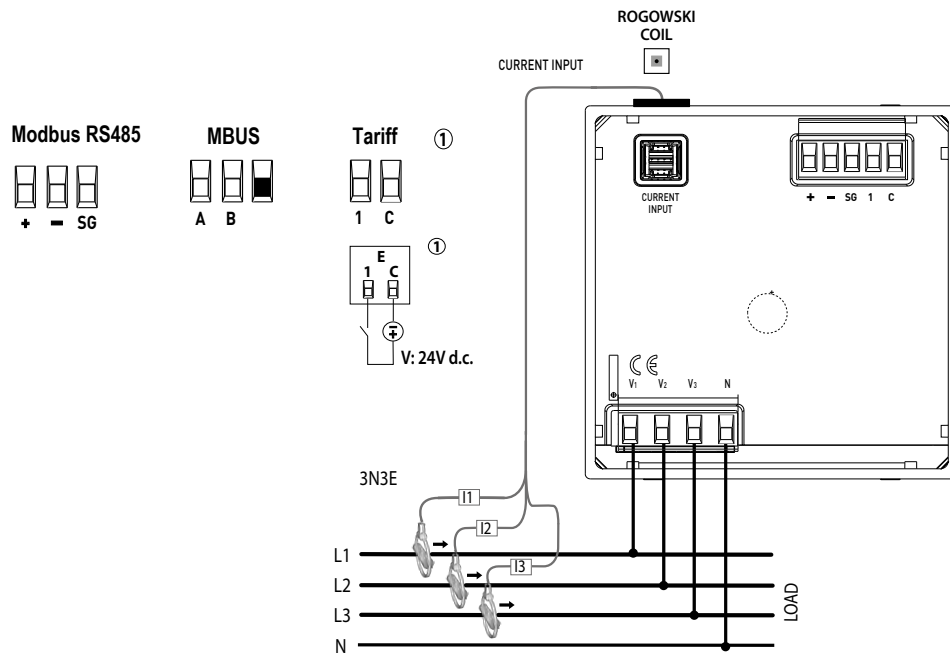 ROGOWSKI
COIL
CURRENT INPUT
Modbus RS485
MBUS
Tariff ①
+ − SG
A B
1 C
①
E
1 C
V: 24V d.c.
CURRENT
INPUT
+ − SG 1 C
CE
V1 V2 V3 N
3N3E
I1
I2
I3
L1
L2
L3
N
LOAD